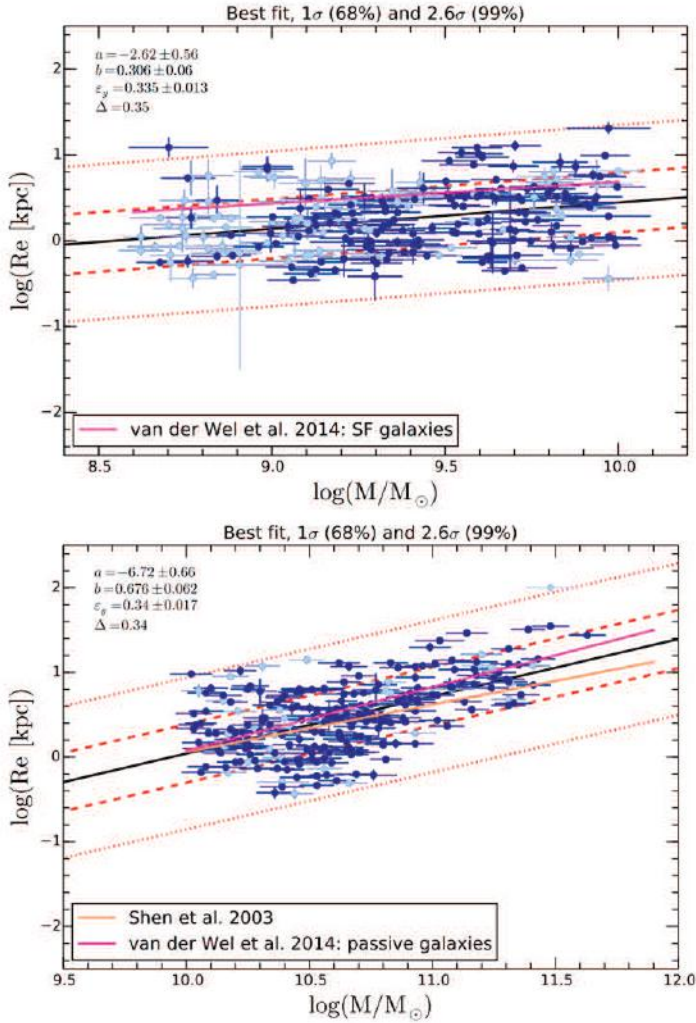 Best fit, 1σ (68%) and 2.6σ (99%)
a = −2.62 ± 0.56
b = 0.306 ± 0.06
ε_y = 0.335 ± 0.013
Δ = 0.35
2
1
0
−1
−2
log(Re [kpc])
van der Wel et al. 2014: SF galaxies
8.5 9.0 9.5 10.0
log(M/M⊙)
Best fit, 1σ (68%) and 2.6σ (99%)
a = −6.72 ± 0.66
b = 0.676 ± 0.062
ε_y = 0.34 ± 0.017
Δ = 0.34
2
1
0
−1
−2
log(Re [kpc])
Shen et al. 2003
van der Wel et al. 2014: passive galaxies
9.5 10.0 10.5 11.0 11.5 12.0
log(M/M⊙)